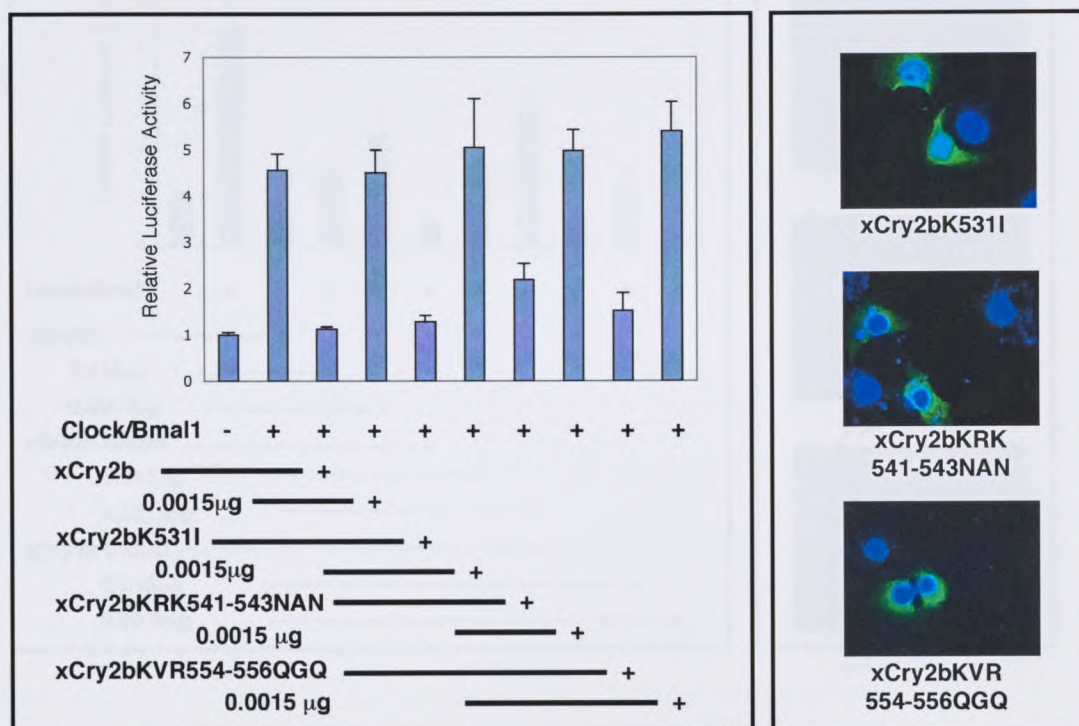 7
6
5
4
3
2
1
0
Relative Luciferase Activity
Clock/Bmal1 - + + + + + + + + +
xCry2b +
0.0015µg +
xCry2bK531I +
0.0015µg +
xCry2bKRK541-543NAN +
0.0015 µg +
xCry2bKVR554-556QGQ +
0.0015 µg +
xCry2bK531I
xCry2bKRK
541-543NAN
xCry2bKVR
554-556QGQ